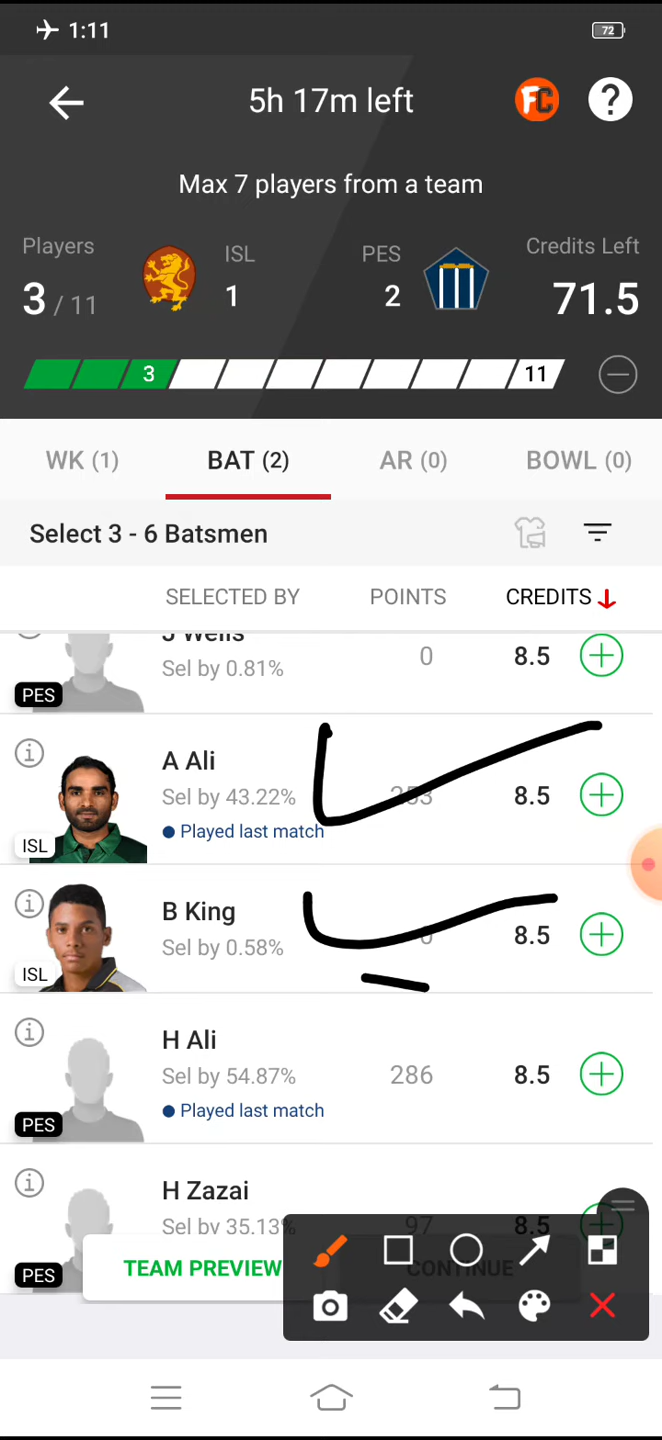 1:11
72
5h 17m left
FC
?
Max 7 players from a team
Players
ISL
PES
Credits Left
3 / 11
1
2
71.5
3
11
WK (1)
BAT (2)
AR (0)
BOWL (0)
Select 3 - 6 Batsmen
SELECTED BY
POINTS
CREDITS
J Wells
Sel by 0.81%
0
8.5
PES
i
A Ali
Sel by 43.22%
253
8.5
Played last match
ISL
i
B King
Sel by 0.58%
0
8.5
ISL
i
H Ali
Sel by 54.87%
286
8.5
Played last match
PES
i
H Zazai
Sel by 35.13%
97
8.5
PES
TEAM PREVIEW
CONTINUE